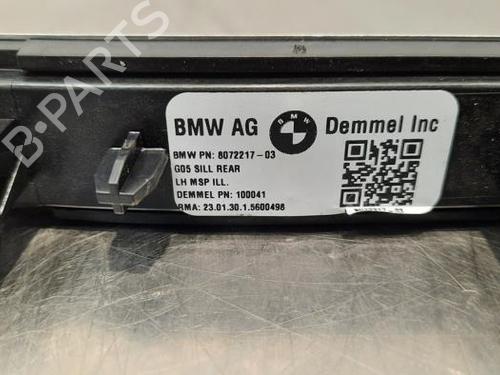 BMW AG
BMW
Demmel Inc
BMW PN: 8072217-03
G05 SILL REAR
LH MSP ILL.
DEMMEL PN: 100041
RMA: 23.01.30.1.5600498
B-PARTS